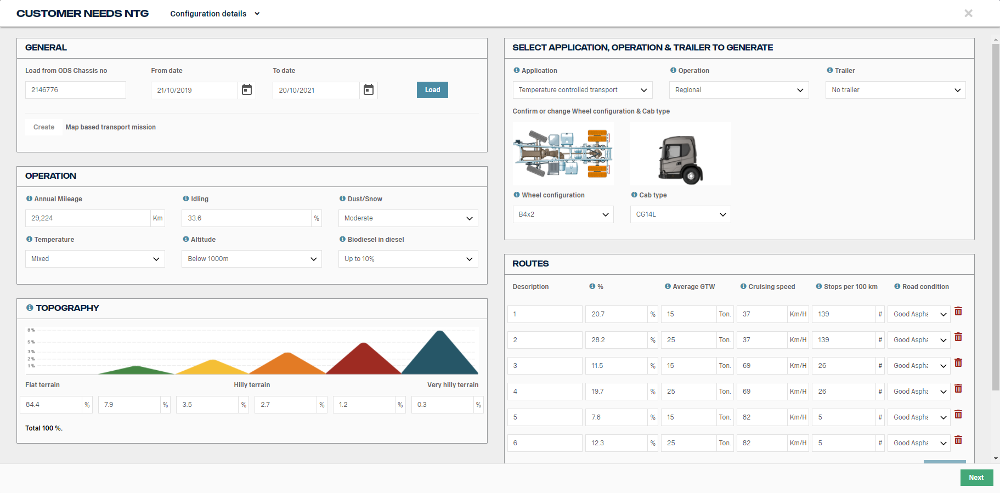 CUSTOMER NEEDS NTG
Configuration details
GENERAL
Load from ODS Chassis no
From date
To date
2146776
21/10/2019
20/10/2021
Load
Create
Map based transport mission
OPERATION
Annual Mileage
Idling
Dust/Snow
29,224 Km
33.6 %
Moderate
Temperature
Altitude
Biodiesel in diesel
Mixed
Below 1000m
Up to 10%
TOPOGRAPHY
8 %
5 %
3 %
2 %
1 %
Flat terrain
Hilly terrain
Very hilly terrain
84.4 %
7.9 %
3.5 %
2.7 %
1.2 %
0.3 %
Total 100 %.
SELECT APPLICATION, OPERATION & TRAILER TO GENERATE
Application
Operation
Trailer
Temperature controlled transport
Regional
No trailer
Confirm or change Wheel configuration & Cab type
Wheel configuration
Cab type
B4x2
CG14L
ROUTES
Description % Average GTW Cruising speed Stops per 100 km Road condition
1 20.7 % 15 Ton. 37 Km/H 139 # Good Aspha
2 28.2 % 25 Ton. 37 Km/H 139 # Good Aspha
3 11.5 % 15 Ton. 69 Km/H 26 # Good Aspha
4 19.7 % 25 Ton. 69 Km/H 26 # Good Aspha
5 7.6 % 15 Ton. 82 Km/H 5 # Good Aspha
6 12.3 % 25 Ton. 82 Km/H 5 # Good Aspha
Next